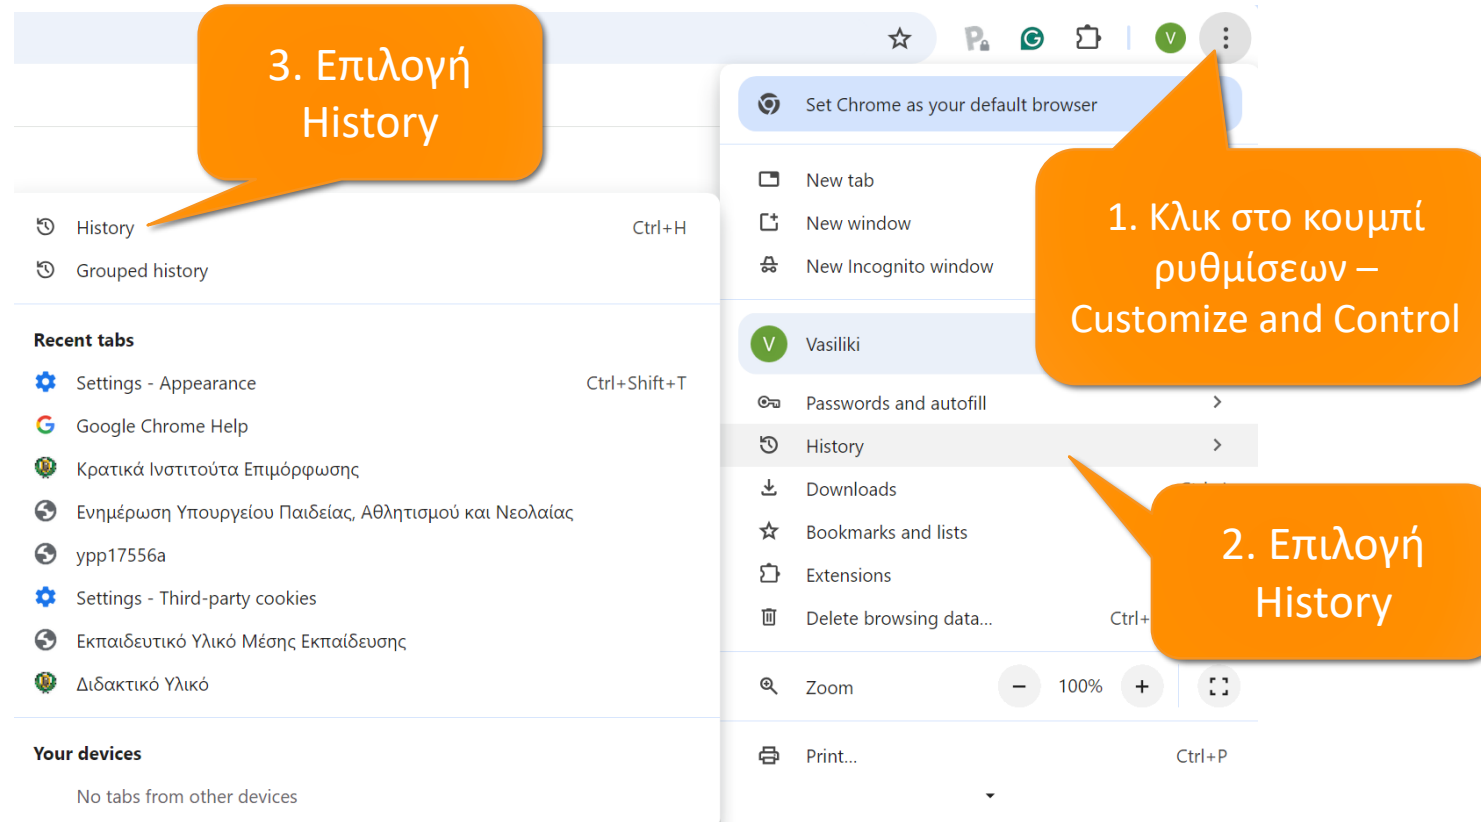 3. Επιλογή
History
V
Set Chrome as your default browser
1. Κλικ στο κουμπί
ρυθμίσεων –
Customize and Control
New tab
New window
New Incognito window
V Vasiliki
Passwords and autofill
History
Downloads
Bookmarks and lists
Extensions
Delete browsing data... Ctrl+
2. Επιλογή
History
Zoom − 100% +
Print... Ctrl+P
History Ctrl+H
Grouped history
Recent tabs
Settings - Appearance Ctrl+Shift+T
Google Chrome Help
Κρατικά Ινστιτούτα Επιμόρφωσης
Ενημέρωση Υπουργείου Παιδείας, Αθλητισμού και Νεολαίας
ypp17556a
Settings - Third-party cookies
Εκπαιδευτικό Υλικό Μέσης Εκπαίδευσης
Διδακτικό Υλικό
Your devices
No tabs from other devices